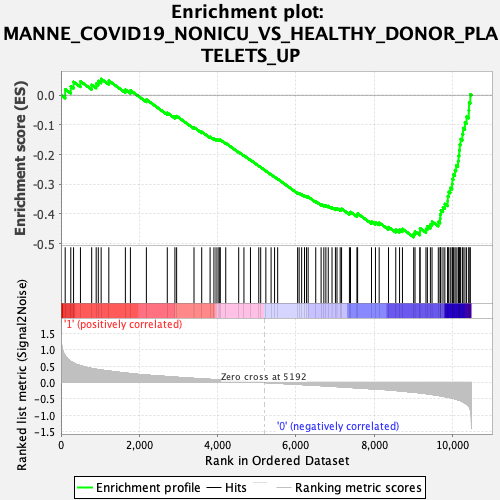 Enrichment plot:
MANNE_COVID19_NONICU_VS_HEALTHY_DONOR_PLA
TELETS_UP
Enrichment score (ES)
0.0
-0.1
-0.2
-0.3
-0.4
-0.5
'1' (positively correlated)
Ranked list metric (Signal2Noise)
1.5
1.0
0.5
0.0
-0.5
-1.0
-1.5
Zero cross at 5192
'0' (negatively correlated)
0
2,000
4,000
6,000
8,000
10,000
Rank in Ordered Dataset
Enrichment profile
Hits
Ranking metric scores